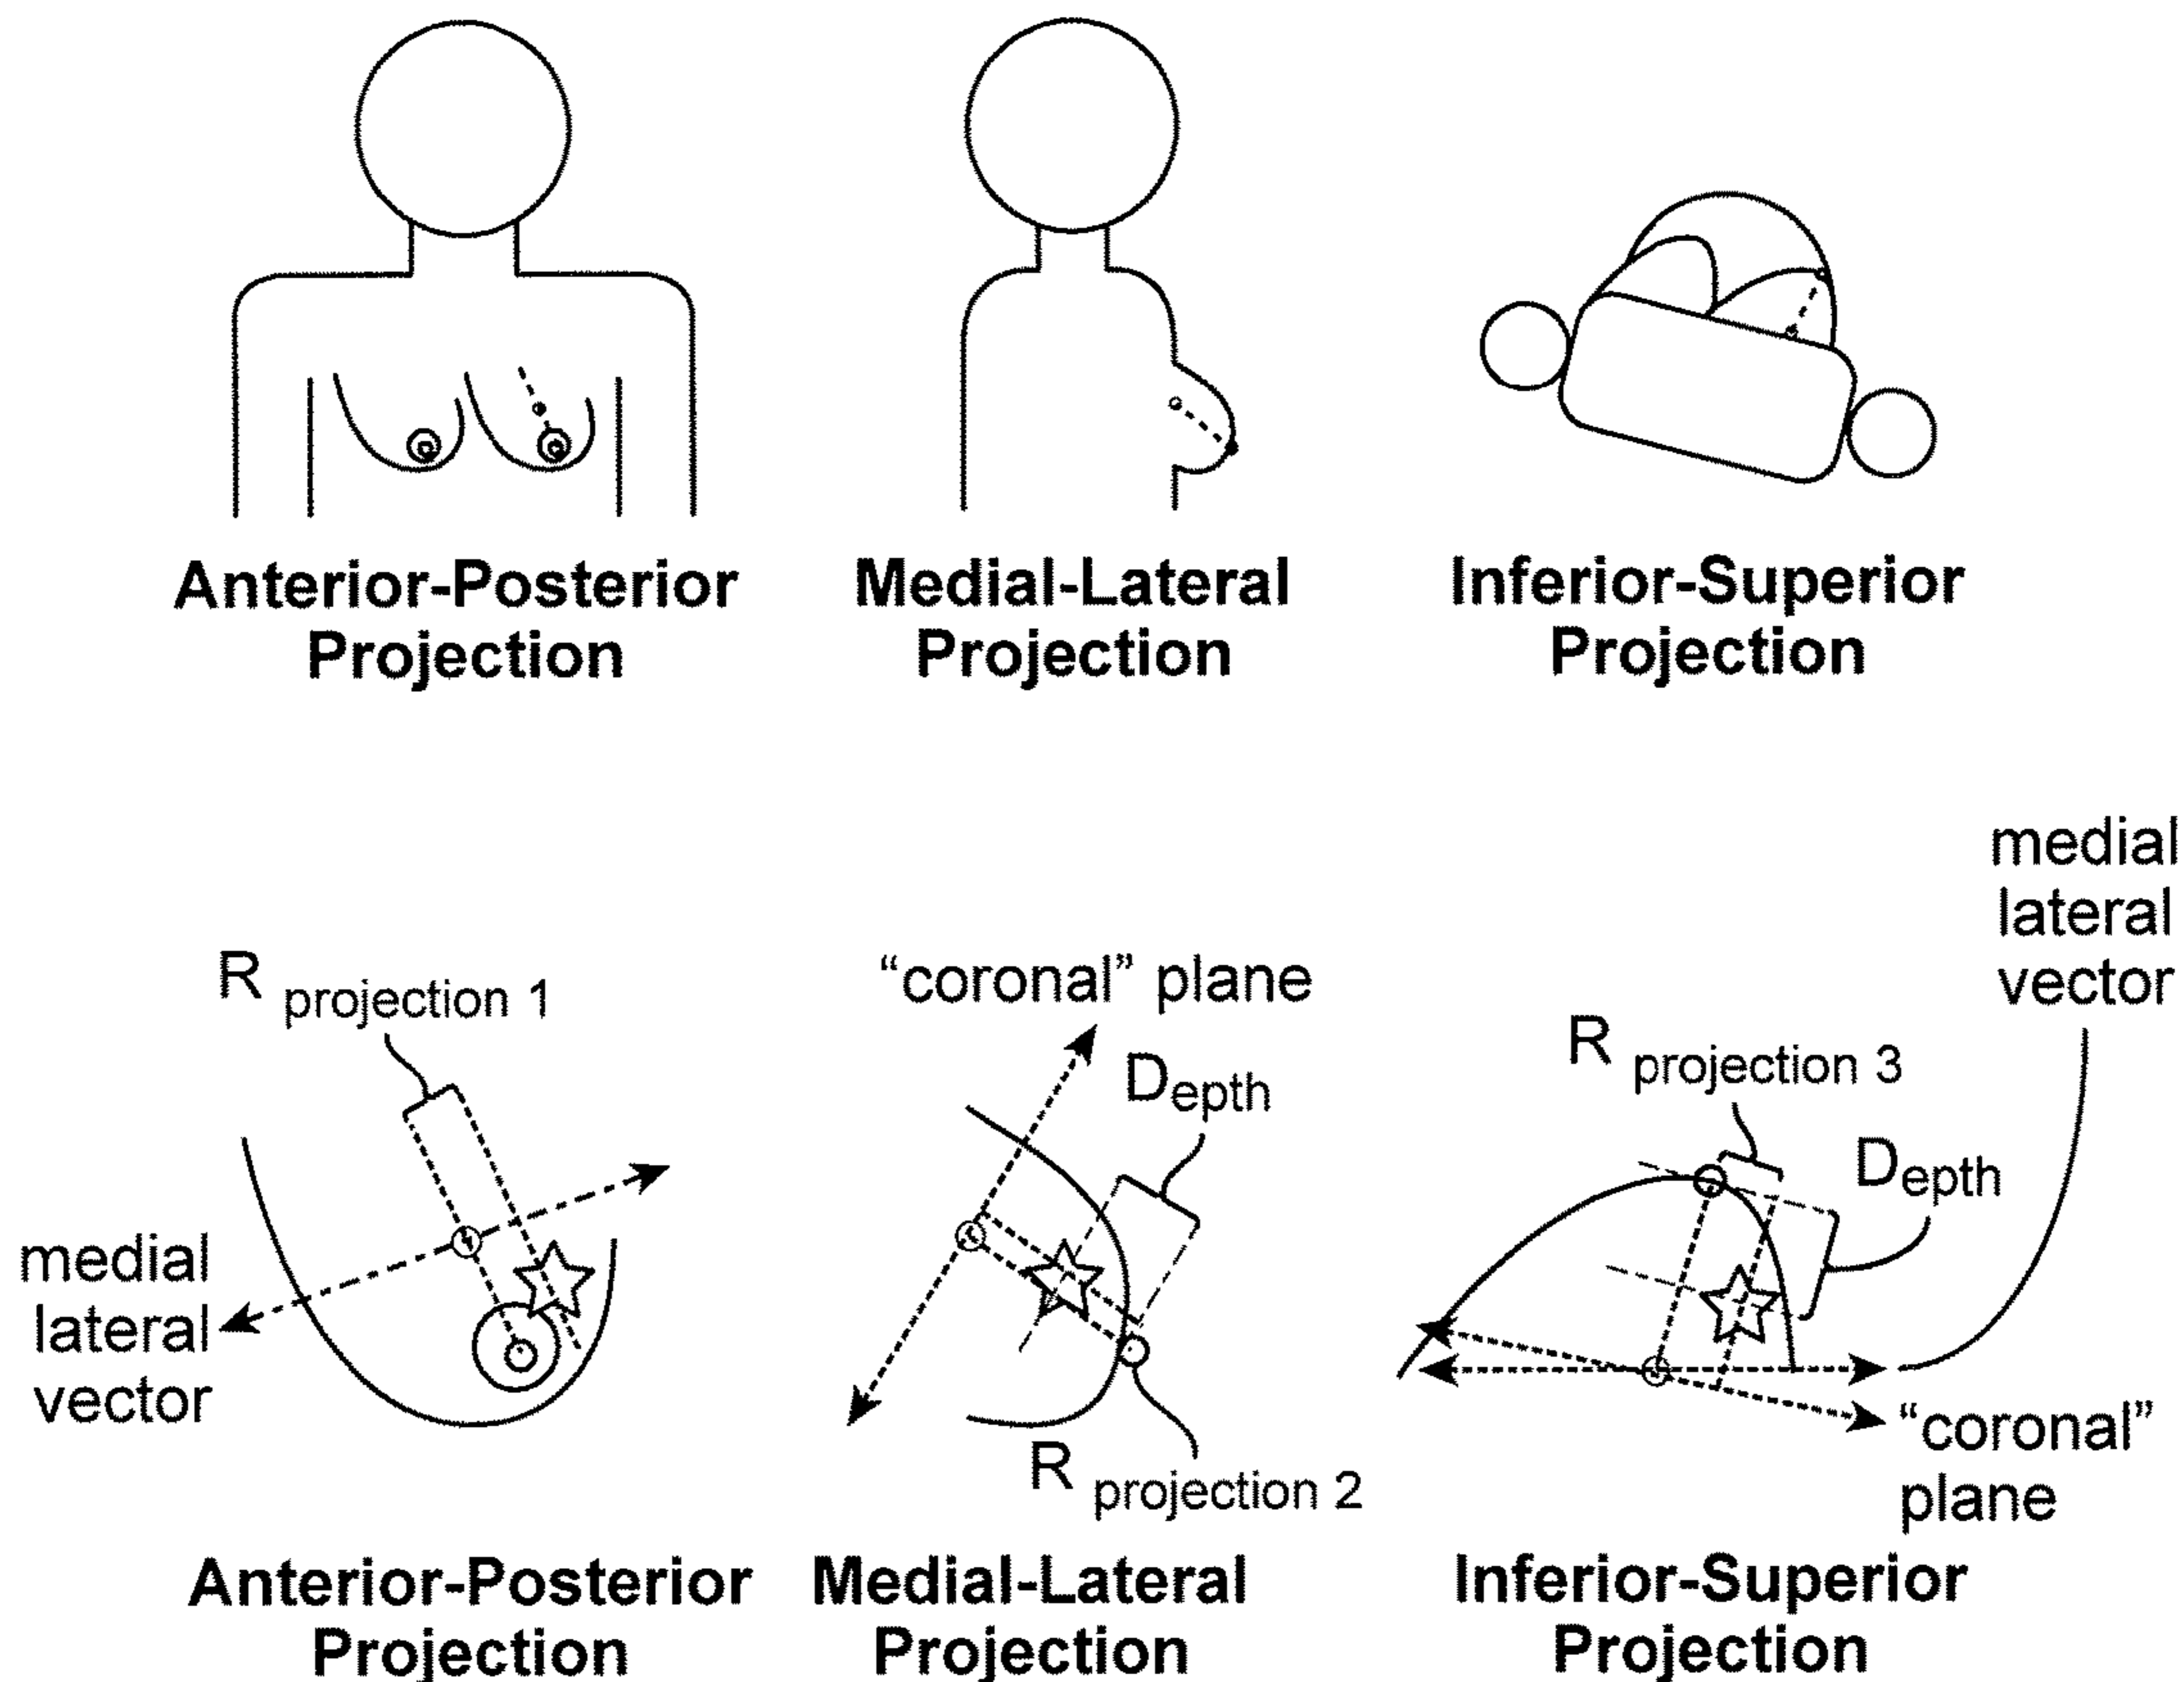 Anterior-Posterior
Projection
Medial-Lateral
Projection
Inferior-Superior
Projection
R projection 1
medial
lateral
vector
“coronal” plane
Depth
R projection 2
medial
lateral
vector
R projection 3
Depth
“coronal”
plane
Anterior-Posterior
Projection
Medial-Lateral
Projection
Inferior-Superior
Projection